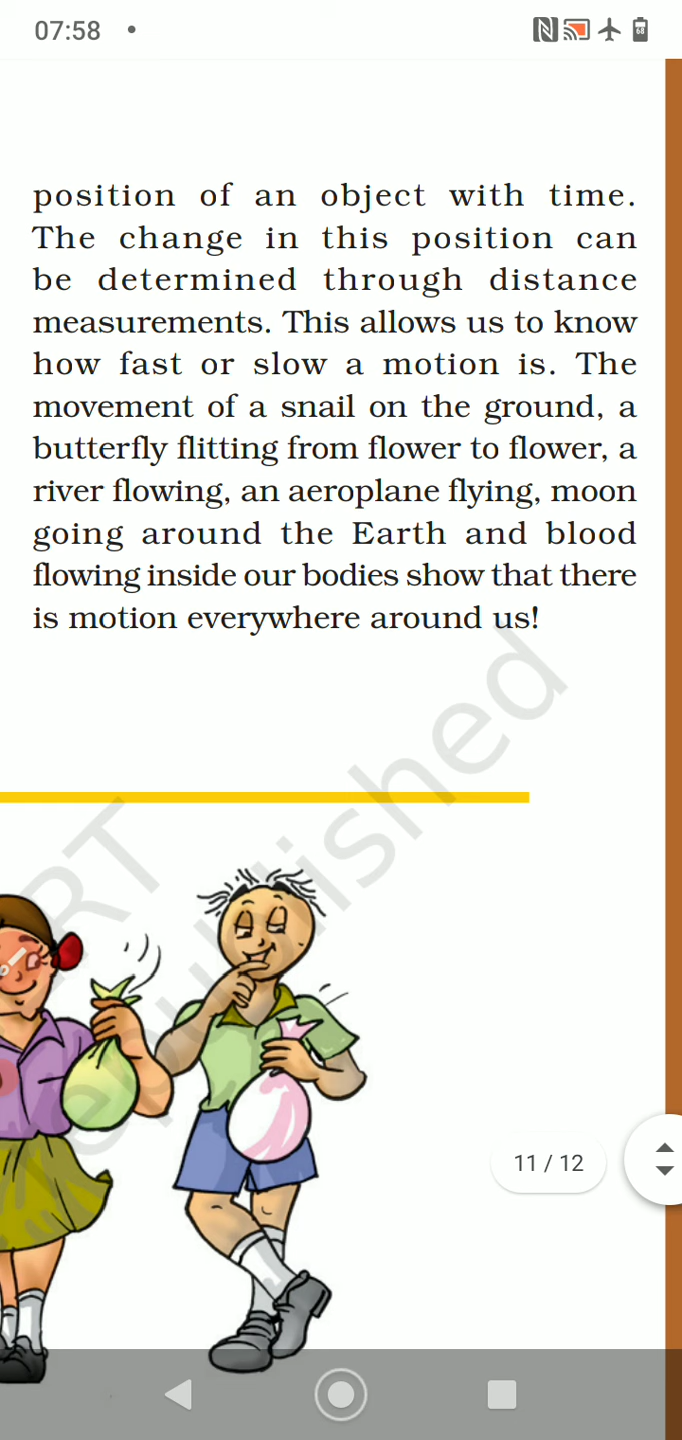 07:58
68
position of an object with time.
The change in this position can
be determined through distance
measurements. This allows us to know
how fast or slow a motion is. The
movement of a snail on the ground, a
butterfly flitting from flower to flower, a
river flowing, an aeroplane flying, moon
going around the Earth and blood
flowing inside our bodies show that there
is motion everywhere around us!
RT
epublished
11 / 12